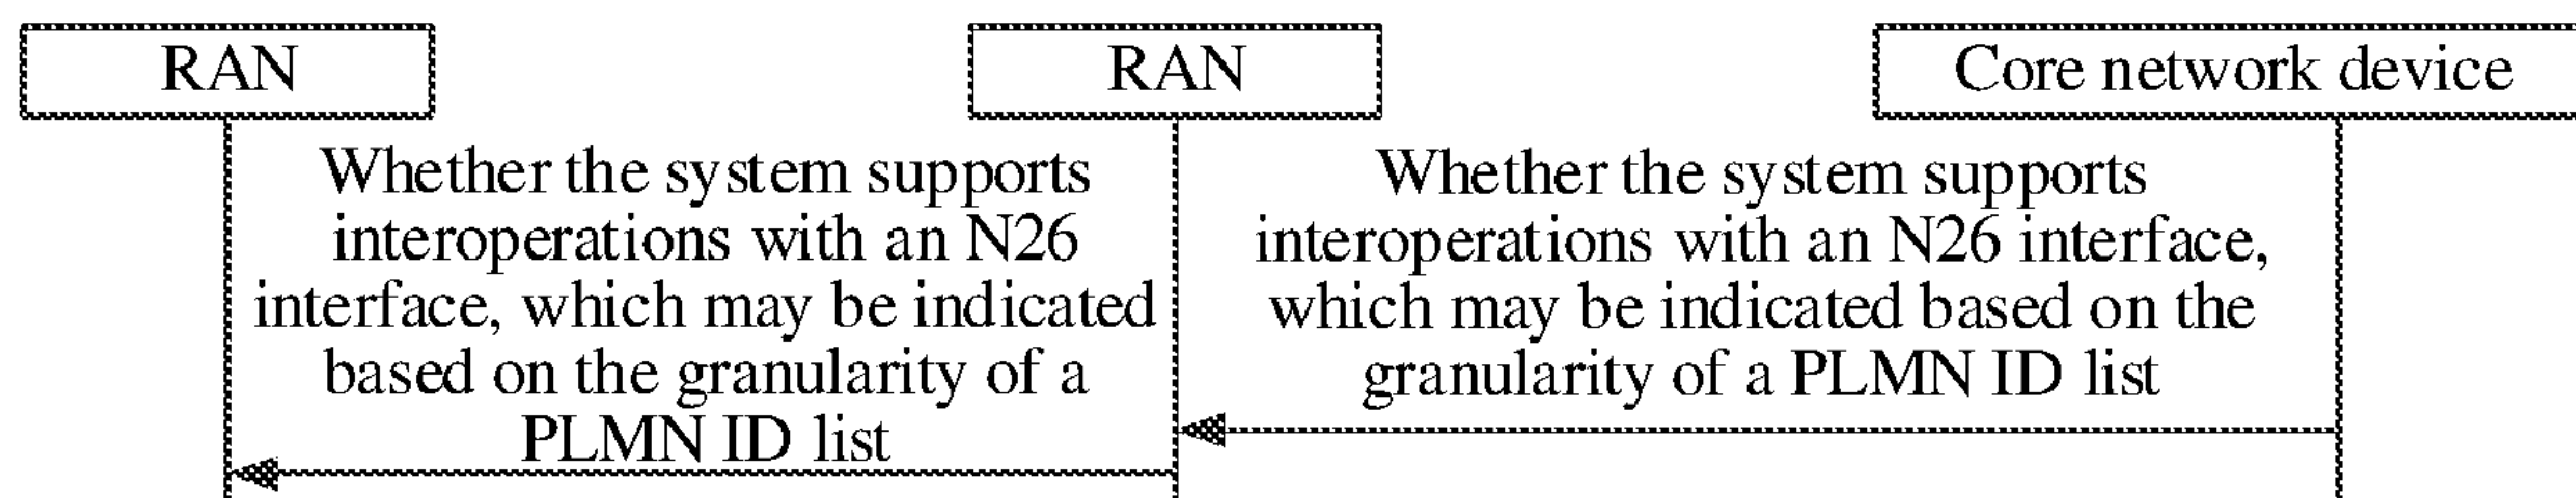 RAN
RAN
Core network device
Whether the system supports
interoperations with an N26
interface, which may be indicated
based on the granularity of a
PLMN ID list
Whether the system supports
interoperations with an N26 interface,
which may be indicated based on the
granularity of a PLMN ID list